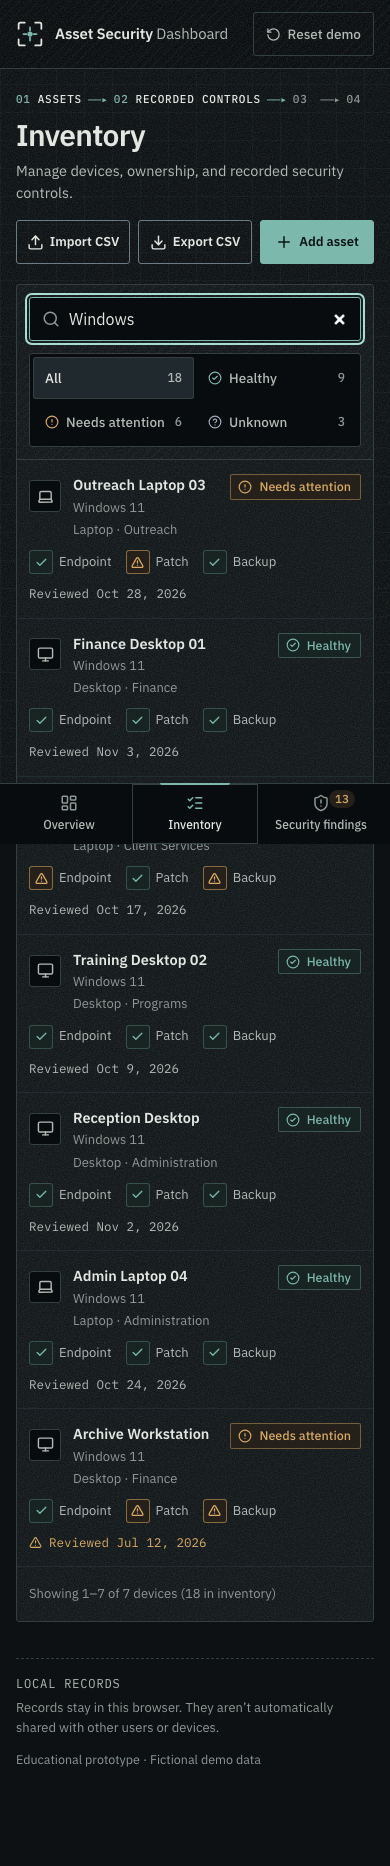 Asset Security Dashboard
Reset demo
01 ASSETS 02 RECORDED CONTROLS 03 04
Inventory
Manage devices, ownership, and recorded security
controls.
Import CSV
Export CSV
Add asset
Windows
All 18
Healthy 9
Needs attention 6
Unknown 3
Outreach Laptop 03
Needs attention
Windows 11
Laptop · Outreach
Endpoint Patch Backup
Reviewed Oct 28, 2026
Finance Desktop 01
Healthy
Windows 11
Desktop · Finance
Endpoint Patch Backup
Reviewed Nov 3, 2026
Overview
Inventory
13
Security findings
Laptop · Client Services
Endpoint Patch Backup
Reviewed Oct 17, 2026
Training Desktop 02
Healthy
Windows 11
Desktop · Programs
Endpoint Patch Backup
Reviewed Oct 9, 2026
Reception Desktop
Healthy
Windows 11
Desktop · Administration
Endpoint Patch Backup
Reviewed Nov 2, 2026
Admin Laptop 04
Healthy
Windows 11
Laptop · Administration
Endpoint Patch Backup
Reviewed Oct 24, 2026
Archive Workstation
Needs attention
Windows 11
Desktop · Finance
Endpoint Patch Backup
Reviewed Jul 12, 2026
Showing 1–7 of 7 devices (18 in inventory)
LOCAL RECORDS
Records stay in this browser. They aren’t automatically
shared with other users or devices.
Educational prototype · Fictional demo data